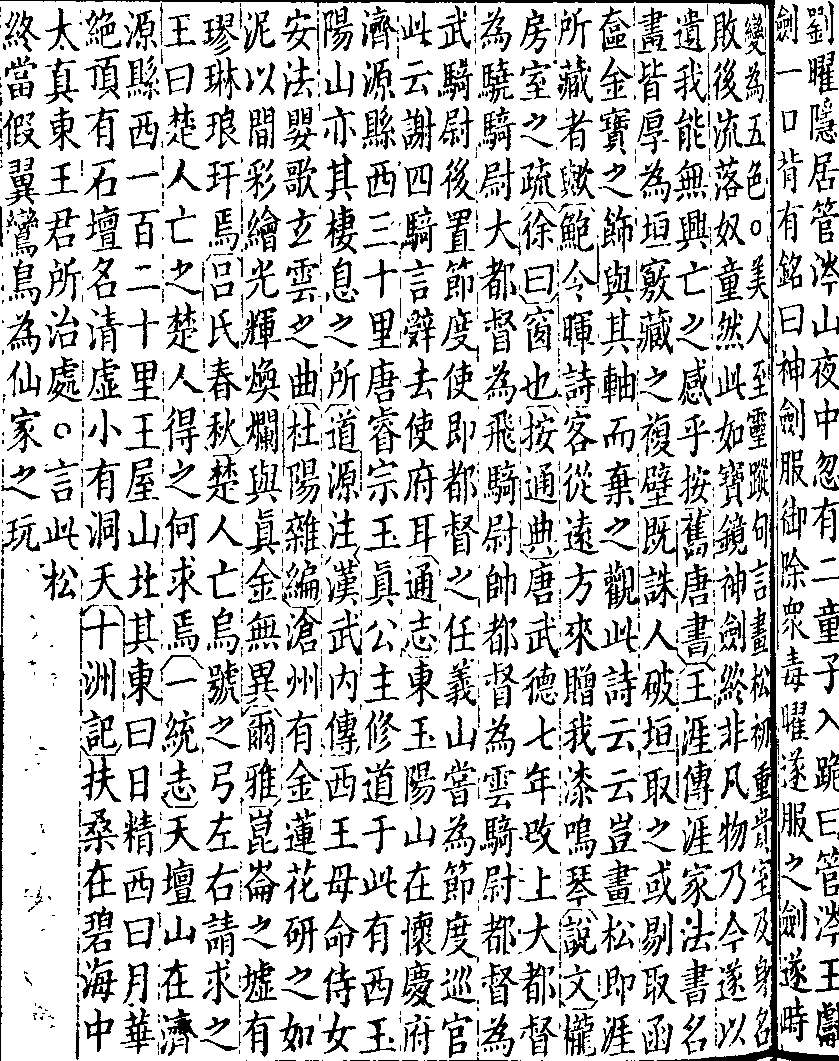 劉曜隱居管涔山夜中忽有二童子入跪曰管涔王獻
劍一口背有銘曰神劍服御除衆毒曜遂服之劍遂時
變為五色○美人至靈蹤句言畫松初重貴室及身名
敗後流落奴童然此如寶鏡神劍終非凡物乃今遂以
遺我能無興亡之感乎按舊唐書王涯傳涯家法書名
畫皆厚為垣竅藏之複壁既誅人破垣取之或剔取函
奩金寶之飾與其軸而棄之觀此詩云云豈畫松即涯
所藏者歟鮑令暉詩客從遠方來贈我漆鳴琴說文櫳
房室之疏徐曰窗也按通典唐武德七年改上大都督
為驍騎尉大都督為飛騎尉帥都督為雲騎尉都督為
武騎尉後置節度使即都督之任義山嘗為節度巡官
此云謝四騎言辭去使府耳通志東玉陽山在懷慶府
濟源縣西三十里唐睿宗玉真公主修道于此有西玉
陽山亦其棲息之所道源注漢武內傳西王母命侍女
安法嬰歌玄雲之曲杜陽雜編滄州有金蓮花研之如
泥以間彩繪光輝煥爛與眞金無異爾雅崑崙之墟有
璆琳琅玕焉呂氏春秋楚人亡烏號之弓左右請求之
王曰楚人亡之楚人得之何求焉一統志天壇山在濟
源縣西一百二十里王屋山北其東曰日精西曰月華
絶頂有石壇名清虛小有洞天十洲記扶桑在碧海中
太真東王君所治處○言此松
終當假翼鸞鳥為仙家之玩